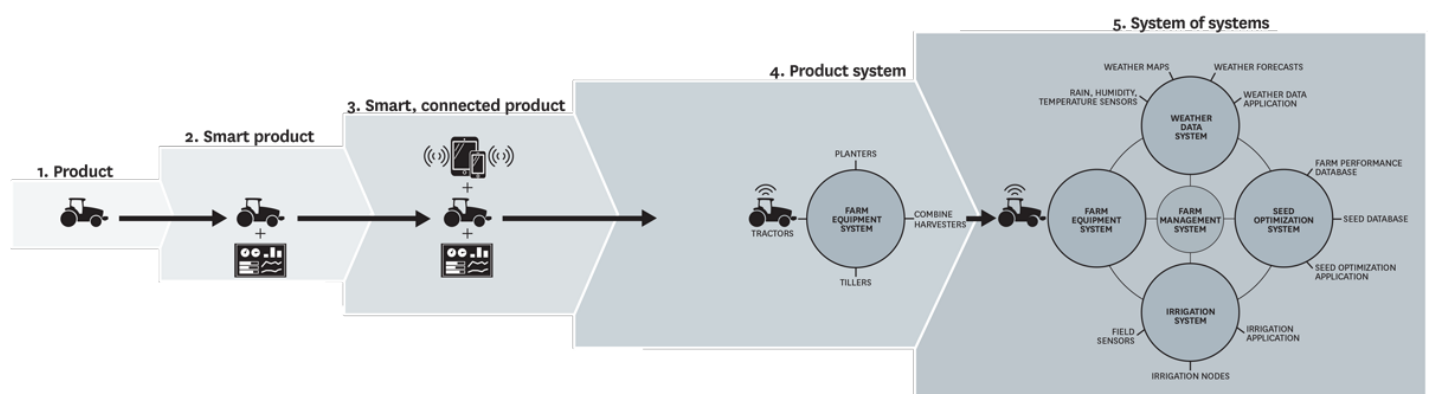 1. Product
2. Smart product
3. Smart, connected product
4. Product system
5. System of systems
PLANTERS
TRACTORS
FARM
EQUIPMENT
SYSTEM
COMBINE
HARVESTERS
TILLERS
WEATHER MAPS
WEATHER FORECASTS
RAIN, HUMIDITY,
TEMPERATURE SENSORS
WEATHER DATA
APPLICATION
WEATHER
DATA
SYSTEM
FARM
EQUIPMENT
SYSTEM
FARM
MANAGEMENT
SYSTEM
SEED
OPTIMIZATION
SYSTEM
FARM PERFORMANCE
DATABASE
SEED DATABASE
SEED OPTIMIZATION
APPLICATION
IRRIGATION
SYSTEM
FIELD
SENSORS
IRRIGATION
APPLICATION
IRRIGATION NODES